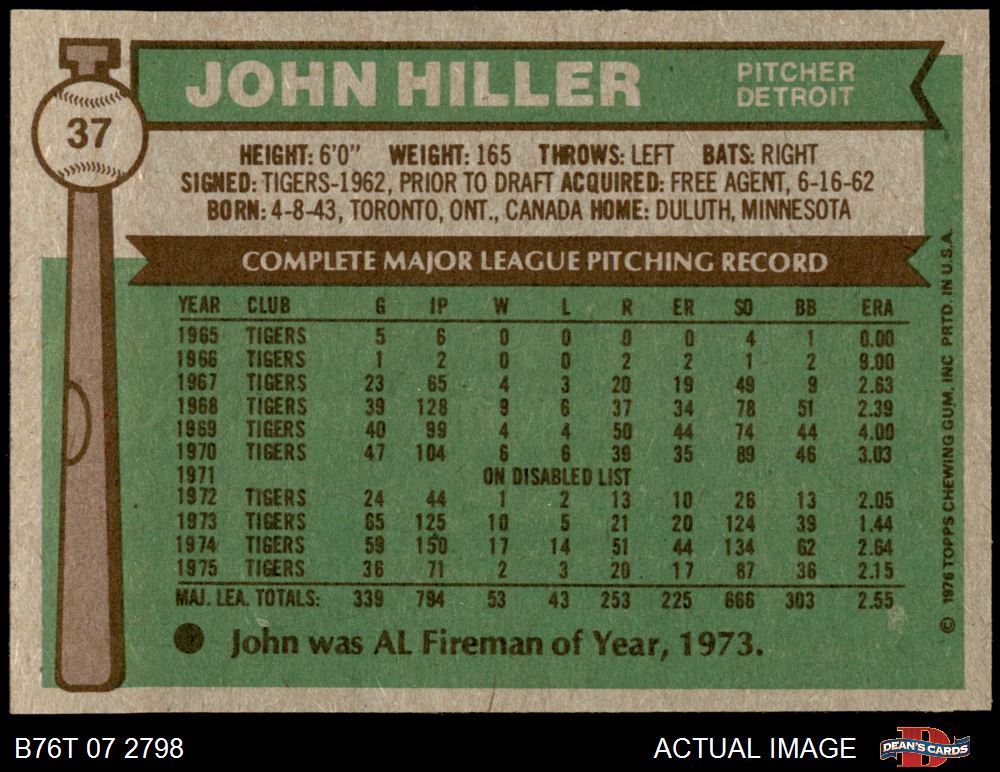 37
JOHN HILLER
PITCHER
DETROIT
HEIGHT: 6'0" WEIGHT: 165 THROWS: LEFT BATS: RIGHT
SIGNED: TIGERS-1962, PRIOR TO DRAFT ACQUIRED: FREE AGENT, 6-16-62
BORN: 4-8-43, TORONTO, ONT., CANADA HOME: DULUTH, MINNESOTA
COMPLETE MAJOR LEAGUE PITCHING RECORD
YEAR CLUB G IP W L R ER SO BB ERA
1965 TIGERS 5 6 0 0 0 0 4 1 0.00
1966 TIGERS 1 2 0 0 2 2 1 2 9.00
1967 TIGERS 23 65 4 3 20 19 49 9 2.63
1968 TIGERS 39 128 9 6 37 34 78 51 2.39
1969 TIGERS 40 99 4 4 50 44 74 44 4.00
1970 TIGERS 47 104 6 6 39 35 89 46 3.03
1971 ON DISABLED LIST
1972 TIGERS 24 44 1 2 13 10 26 13 2.05
1973 TIGERS 65 125 10 5 21 20 124 39 1.44
1974 TIGERS 59 150 17 14 51 44 134 62 2.64
1975 TIGERS 36 71 2 3 20 17 87 36 2.15
MAJ. LEA. TOTALS: 339 794 53 43 253 225 666 303 2.55
John was AL Fireman of Year, 1973.
© 1976 TOPPS CHEWING GUM, INC PRTD. IN U.S.A.
B76T 07 2798
ACTUAL IMAGE
DEAN'S CARDS